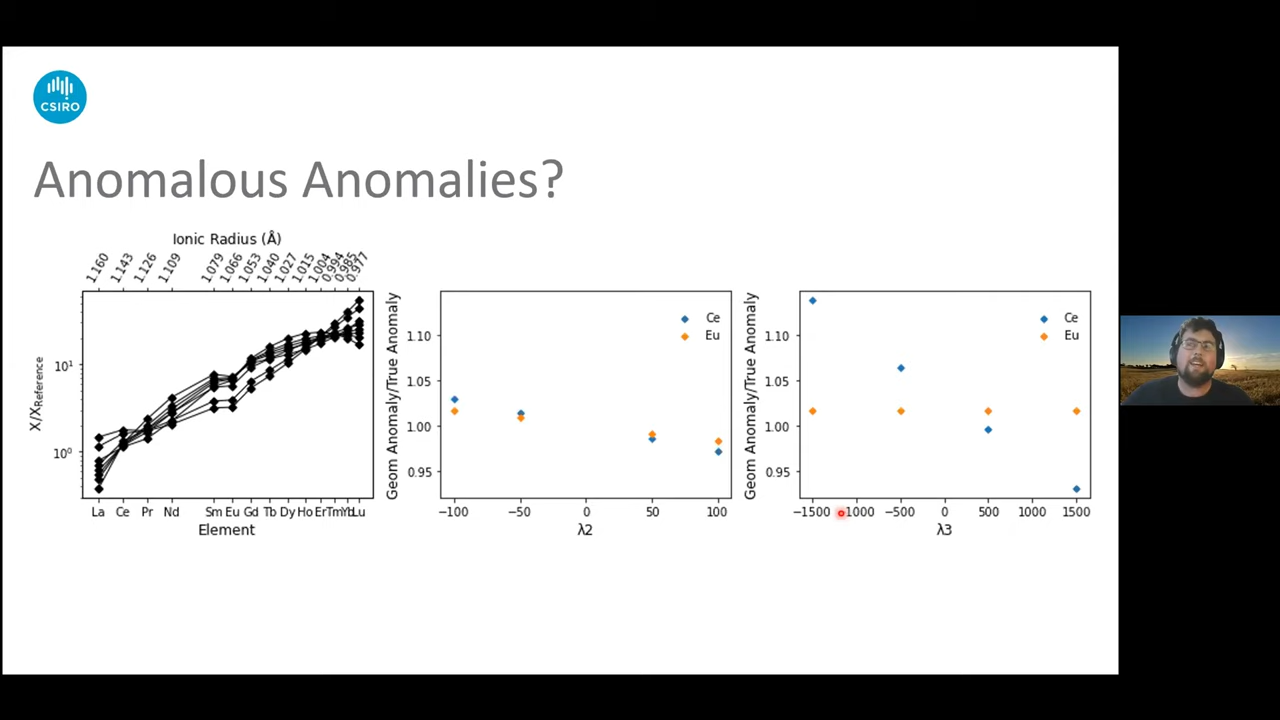 CSIRO
Anomalous Anomalies?
Ionic Radius (Å)
1.160 1.143 1.126 1.109 1.079 1.066 1.053 1.040 1.027 1.015 1.004 0.994 0.985 0.977
X/XReference
10¹
10⁰
La Ce Pr Nd Sm Eu Gd Tb Dy Ho Er Tm Yb Lu
Element
Geom Anomaly/True Anomaly
1.10
1.05
1.00
0.95
Ce
Eu
−100 −50 0 50 100
λ2
Geom Anomaly/True Anomaly
1.10
1.05
1.00
0.95
Ce
Eu
−1500 −1000 −500 0 500 1000 1500
λ3